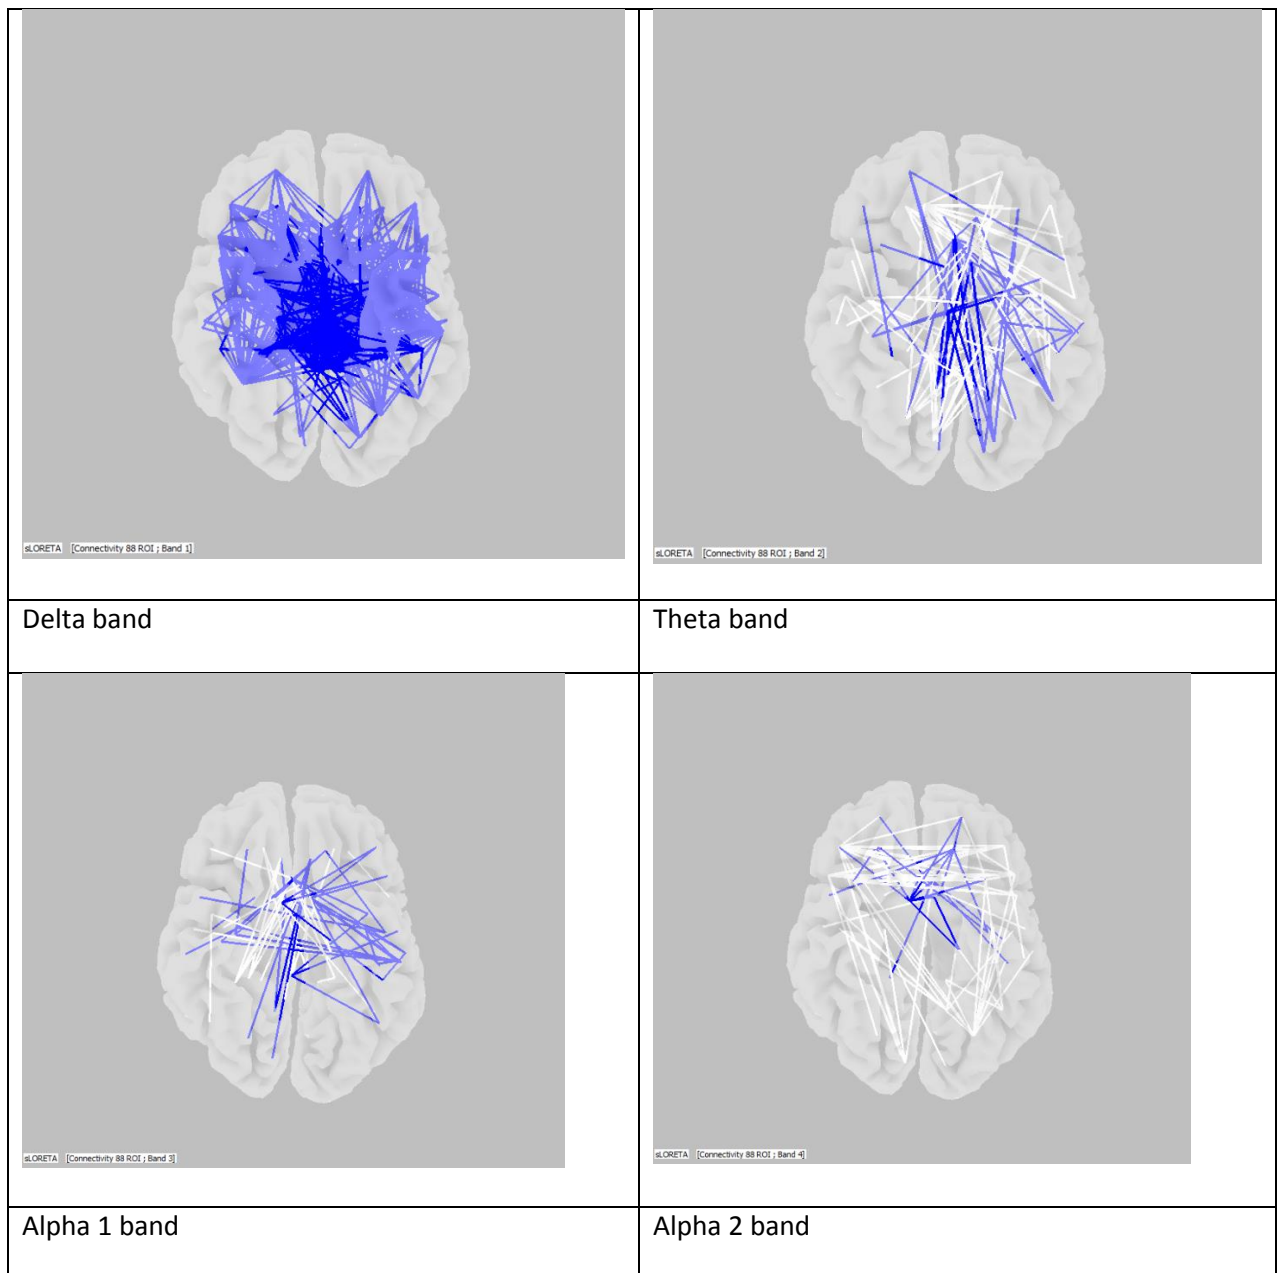 sLORETA [Connectivity 88 ROI ; Band 1]
sLORETA [Connectivity 88 ROI ; Band 2]
Delta band
Theta band
sLORETA [Connectivity 88 ROI ; Band 3]
sLORETA [Connectivity 88 ROI ; Band 4]
Alpha 1 band
Alpha 2 band